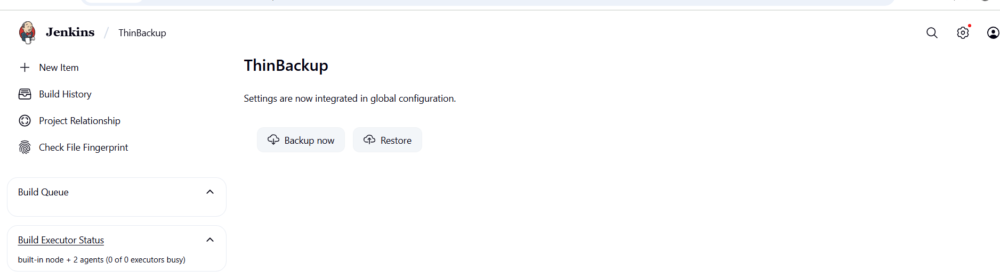 Jenkins / ThinBackup
New Item
Build History
Project Relationship
Check File Fingerprint
Build Queue
Build Executor Status
built-in node + 2 agents (0 of 0 executors busy)
ThinBackup
Settings are now integrated in global configuration.
Backup now Restore